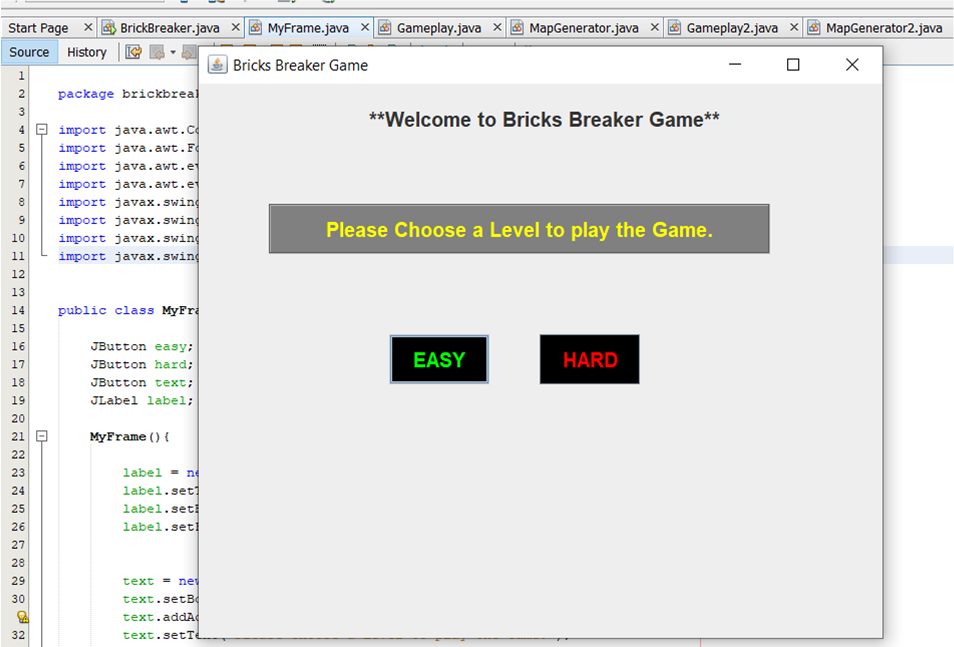 Start Page BrickBreaker.java MyFrame.java Gameplay.java MapGenerator.java Gameplay2.java MapGenerator2.java
Source History
Bricks Breaker Game
**Welcome to Bricks Breaker Game**
Please Choose a Level to play the Game.
EASY HARD
1
2 package brickbreak
3
4 import java.awt.Co
5 import java.awt.Fo
6 import java.awt.ev
7 import java.awt.ev
8 import javax.swing
9 import javax.swing
10 import javax.swing
11 import javax.swing
12
13
14 public class MyFra
15
16 JButton easy;
17 JButton hard;
18 JButton text;
19 JLabel label;
20
21 MyFrame(){
22
23 label = ne
24 label.setT
25 label.set
26 label.set
27
28
29 text = new
30 text.setBo
31 text.addAc
32 text.setTe